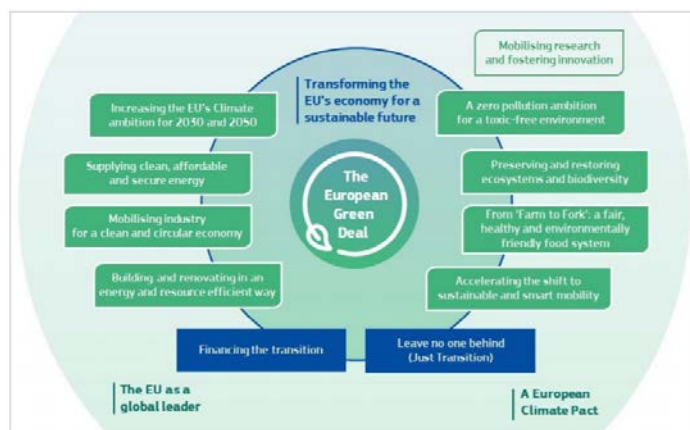 Mobilising research
and fostering innovation
Transforming the
EU's economy for a
sustainable future
Increasing the EU's Climate
ambition for 2030 and 2050
A zero pollution ambition
for a toxic-free environment
Supplying clean, affordable
and secure energy
Preserving and restoring
ecosystems and biodiversity
The
European
Green
Deal
Mobilising industry
for a clean and circular economy
From 'Farm to Fork': a fair,
healthy and environmentally
friendly food system
Building and renovating in an
energy and resource efficient way
Accelerating the shift to
sustainable and smart mobility
Financing the transition
Leave no one behind
(Just Transition)
The EU as a
global leader
A European
Climate Pact